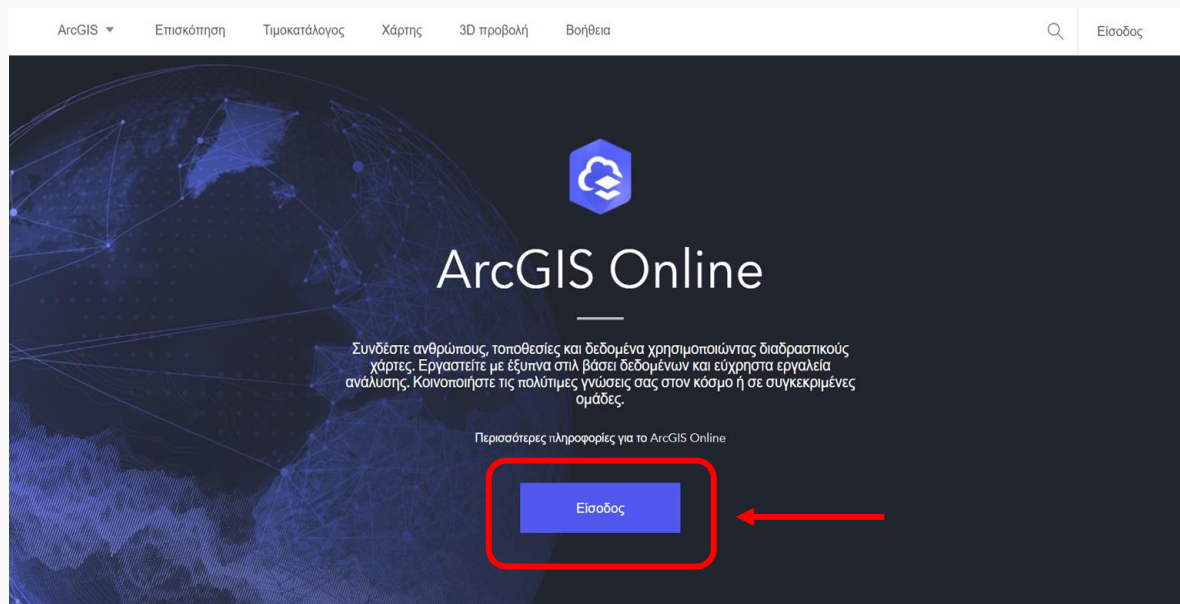 ArcGIS Επισκόπηση Τιμοκατάλογος Χάρτης 3D προβολή Βοήθεια Είσοδος
ArcGIS Online
Συνδέστε ανθρώπους, τοποθεσίες και δεδομένα χρησιμοποιώντας διαδραστικούς
χάρτες. Εργαστείτε με έξυπνα στιλ βάσει δεδομένων και εύχρηστα εργαλεία
ανάλυσης. Κοινοποιήστε τις πολύτιμες γνώσεις σας στον κόσμο ή σε συγκεκριμένες
ομάδες.
Περισσότερες πληροφορίες για το ArcGIS Online
Είσοδος